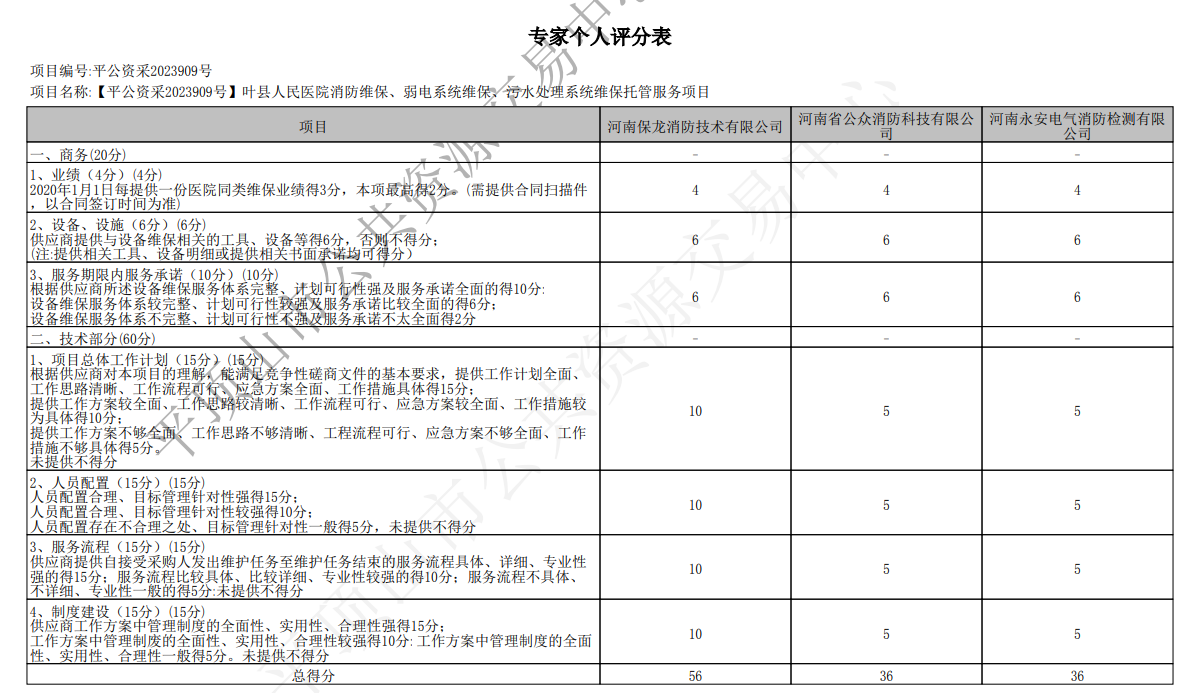 专家个人评分表
项目编号:平公资采2023909号
项目名称:【平公资采2023909号】叶县人民医院消防维保、弱电系统维保、污水处理系统维保托管服务项目
项目 河南保龙消防技术有限公司 河南省公众消防科技有限公 河南永安电气消防检测有限
司 公司
一、商务(20分) - - -
1、业绩（4分）(4分)
2020年1月1日每提供一份医院同类维保业绩得3分，本项最高得2分。(需提供合同扫描件 4 4 4
，以合同签订时间为准)
2、设备、设施（6分）(6分)
供应商提供与设备维保相关的工具、设备等得6分，否则不得分； 6 6 6
(注:提供相关工具、设备明细或提供相关书面承诺均可得分）
3、服务期限内服务承诺（10分）(10分)
根据供应商所述设备维保服务体系完整、计划可行性强及服务承诺全面的得10分:
设备维保服务体系较完整、计划可行性较强及服务承诺比较全面的得6分； 6 6 6
设备维保服务体系不完整、计划可行性不强及服务承诺不太全面得2分
二、技术部分(60分) - - -
1、项目总体工作计划（15分）(15分)
根据供应商对本项目的理解，能满足竞争性磋商文件的基本要求，提供工作计划全面、
工作思路清晰、工作流程可行、应急方案全面、工作措施具体得15分；
提供工作方案较全面、工作思路较清晰、工作流程可行、应急方案较全面、工作措施较
为具体得10分； 10 5 5
提供工作方案不够全面、工作思路不够清晰、工程流程可行、应急方案不够全面、工作
措施不够具体得5分。
未提供不得分
2、人员配置（15分）(15分)
人员配置合理、目标管理针对性强得15分；
人员配置合理、目标管理针对性较强得10分； 10 5 5
人员配置存在不合理之处、目标管理针对性一般得5分，未提供不得分
3、服务流程（15分）(15分)
供应商提供自接受采购人发出维护任务至维护任务结束的服务流程具体、详细、专业性
强的得15分；服务流程比较具体、比较详细、专业性较强的得10分；服务流程不具体、 10 5 5
不详细、专业性一般的得5分:未提供不得分
4、制度建设（15分）(15分)
供应商工作方案中管理制度的全面性、实用性、合理性强得15分；
工作方案中管理制度的全面性、实用性、合理性较强得10分:工作方案中管理制度的全面 10 5 5
性、实用性、合理性一般得5分。未提供不得分
总得分 56 36 36
平顶山市公共资源交易中心
平顶山市公共资源交易中心